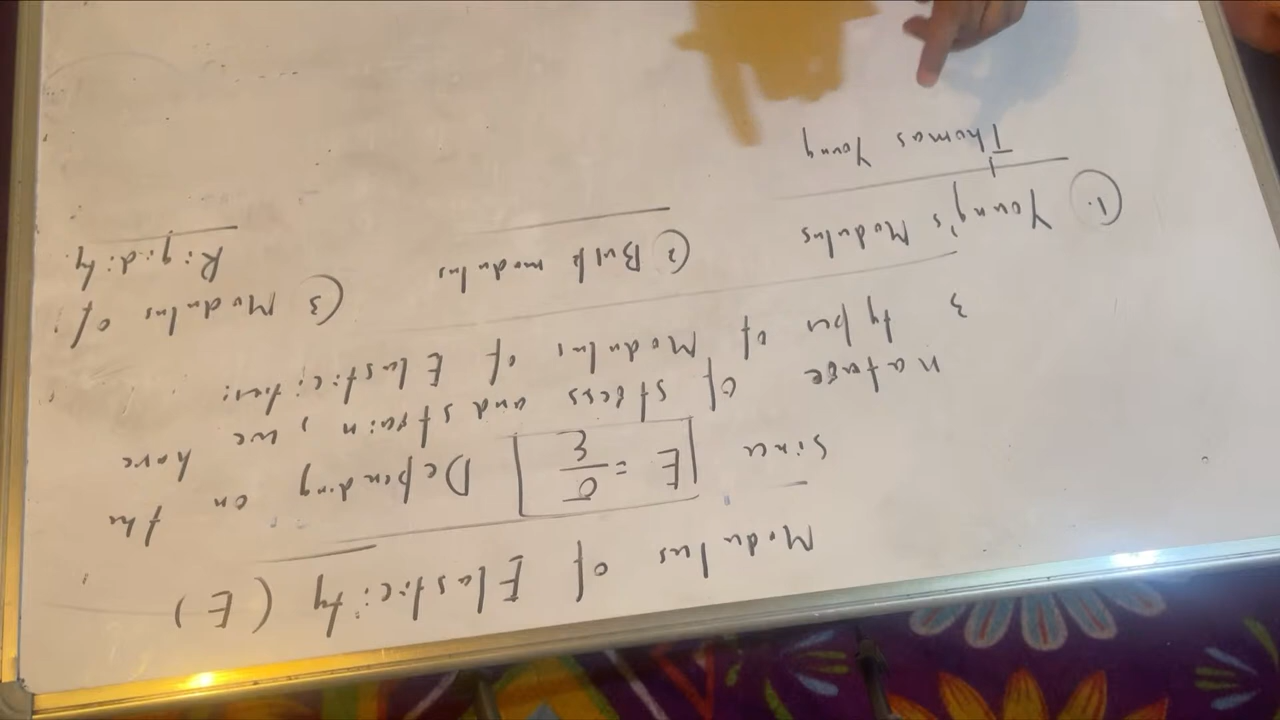 Modulus of Elasticity (E)
Since E = σ/ε Depending on the
nature of stress and strain, we have
3 types of Modulus of Elasticities:
1. Young's Modulus 2 Bulk modulus 3 Modulus of
Rigidity.
Thomas Young